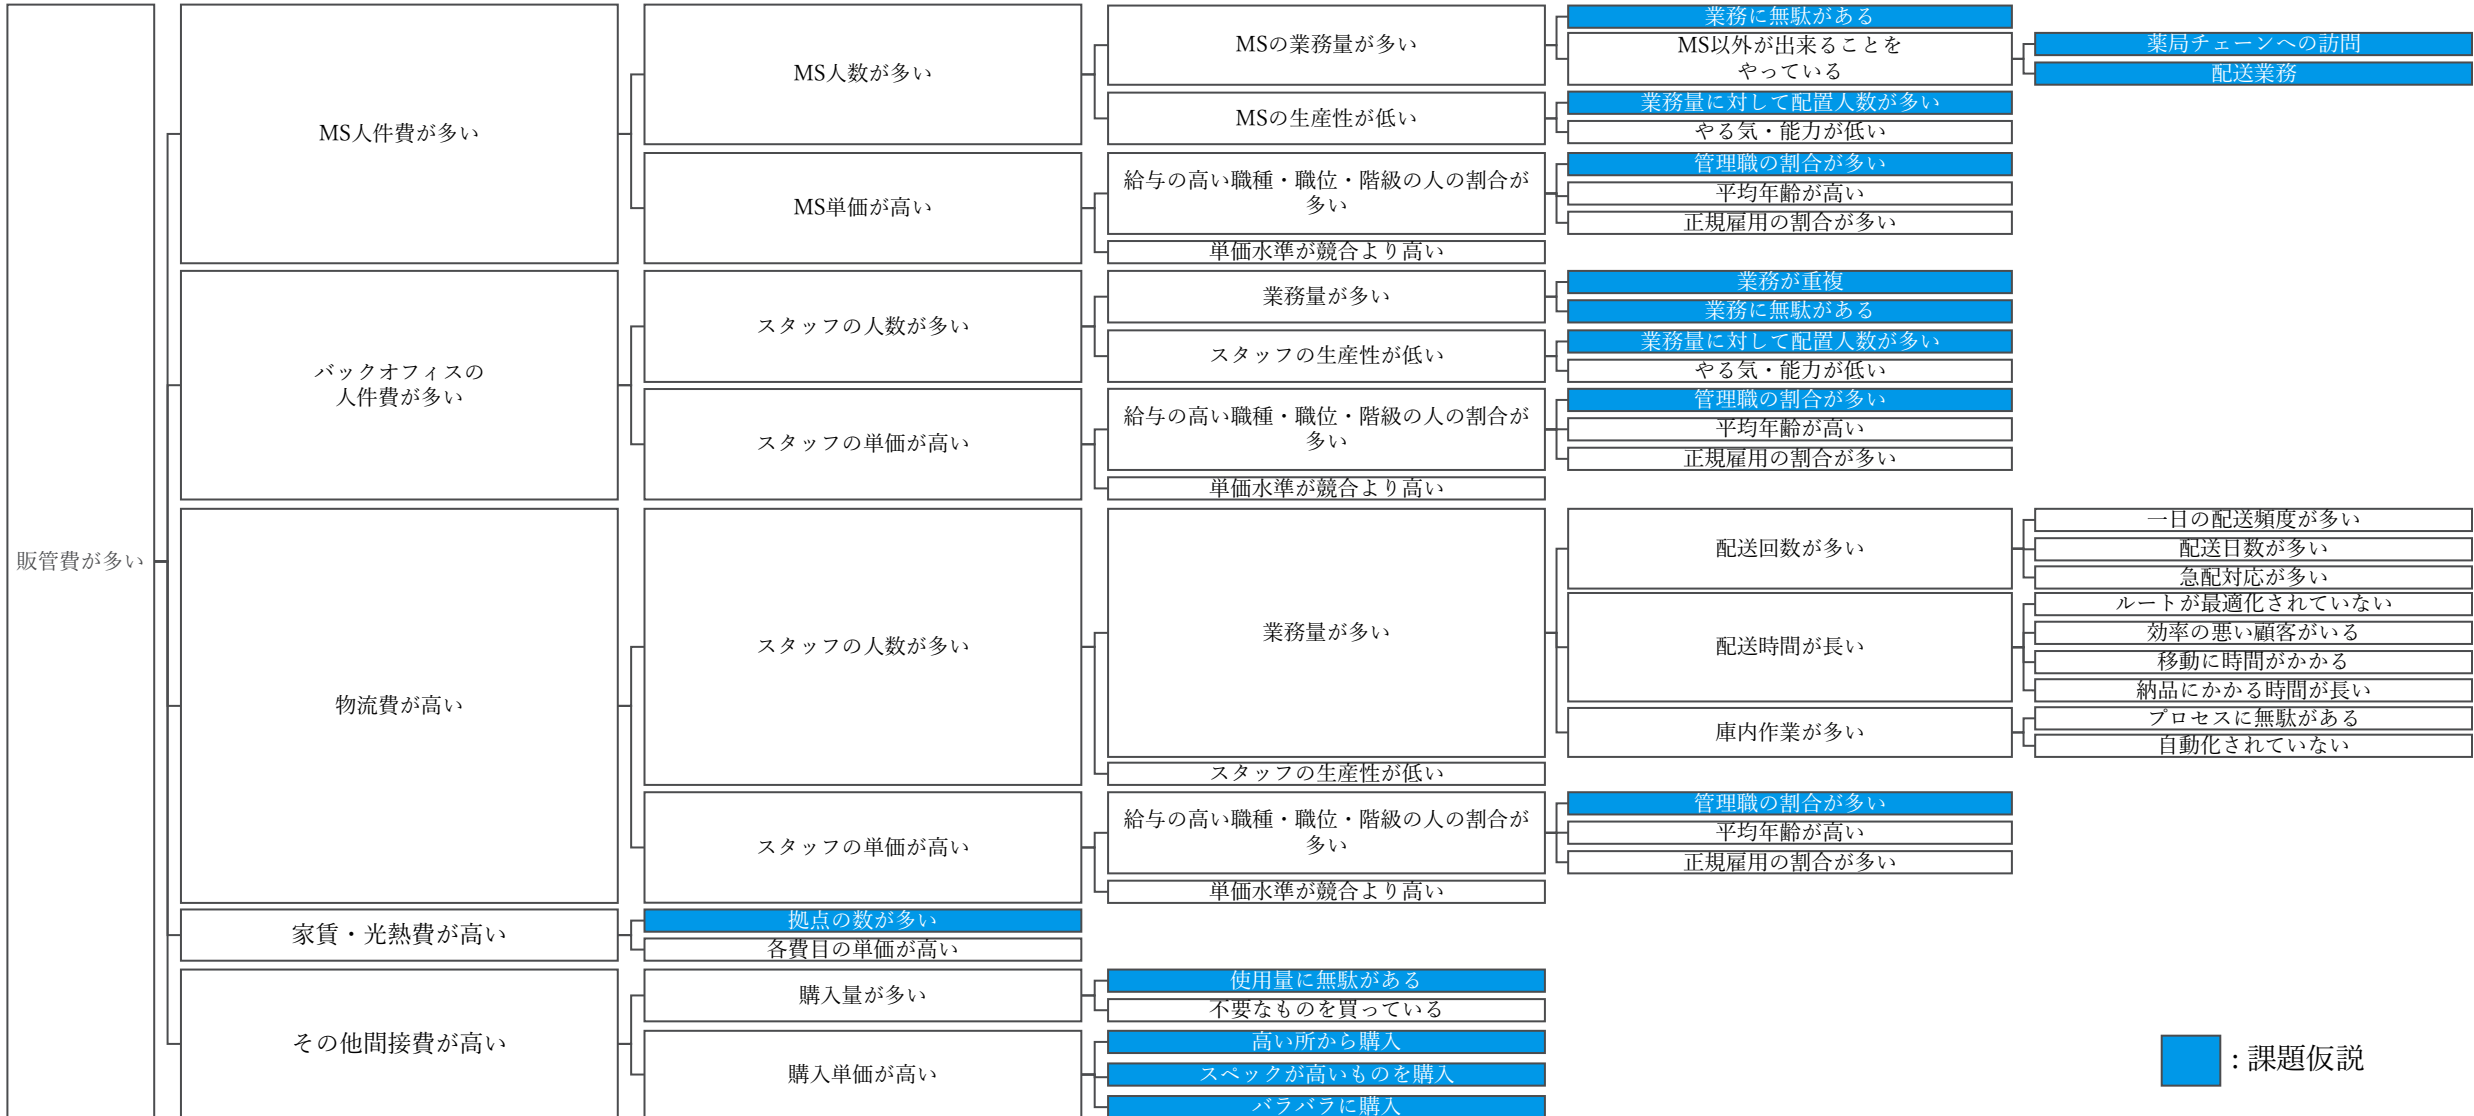 販管費が多い
MS人件費が多い
MS人数が多い
MSの業務量が多い
業務に無駄がある
MS以外が出来ることを
やっている
薬局チェーンへの訪問
配送業務
MSの生産性が低い
業務量に対して配置人数が多い
やる気・能力が低い
MS単価が高い
給与の高い職種・職位・階級の人の割合が
多い
管理職の割合が多い
平均年齢が高い
正規雇用の割合が多い
単価水準が競合より高い
バックオフィスの
人件費が多い
スタッフの人数が多い
業務量が多い
業務が重複
業務に無駄がある
スタッフの生産性が低い
業務量に対して配置人数が多い
やる気・能力が低い
スタッフの単価が高い
給与の高い職種・職位・階級の人の割合が
多い
管理職の割合が多い
平均年齢が高い
正規雇用の割合が多い
単価水準が競合より高い
物流費が高い
スタッフの人数が多い
業務量が多い
配送回数が多い
一日の配送頻度が多い
配送日数が多い
急配対応が多い
配送時間が長い
ルートが最適化されていない
効率の悪い顧客がいる
移動に時間がかかる
納品にかかる時間が長い
庫内作業が多い
プロセスに無駄がある
自動化されていない
スタッフの生産性が低い
スタッフの単価が高い
給与の高い職種・職位・階級の人の割合が
多い
管理職の割合が多い
平均年齢が高い
正規雇用の割合が多い
単価水準が競合より高い
家賃・光熱費が高い
拠点の数が多い
各費目の単価が高い
その他間接費が高い
購入量が多い
使用量に無駄がある
不要なものを買っている
購入単価が高い
高い所から購入
スペックが高いものを購入
バラバラに購入
: 課題仮説